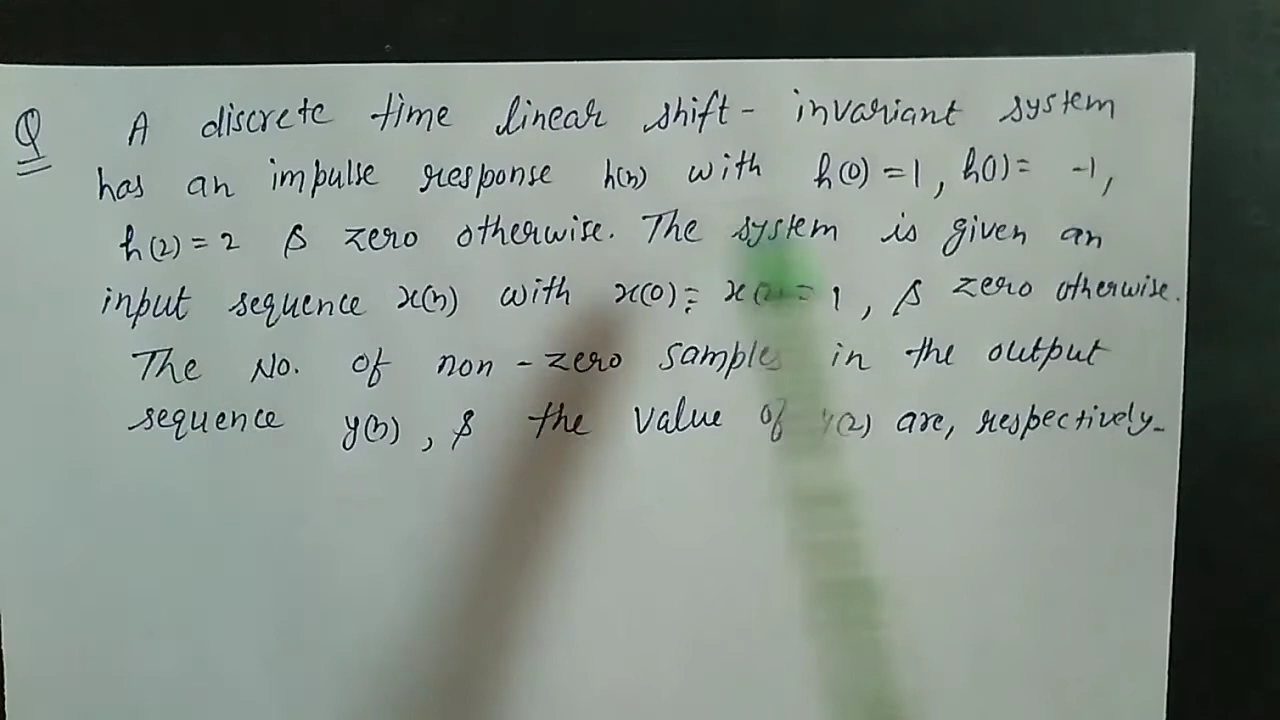 Q A discrete time linear shift - invariant system
has an impulse response h(n) with h(0) = 1, h(1) = -1,
h(2) = 2 & zero otherwise. The system is given an
input sequence x(n) with x(0) = x(2) = 1, & zero otherwise.
The No. of non - zero samples in the output
sequence y(n), & the value of y(2) are, respectively -